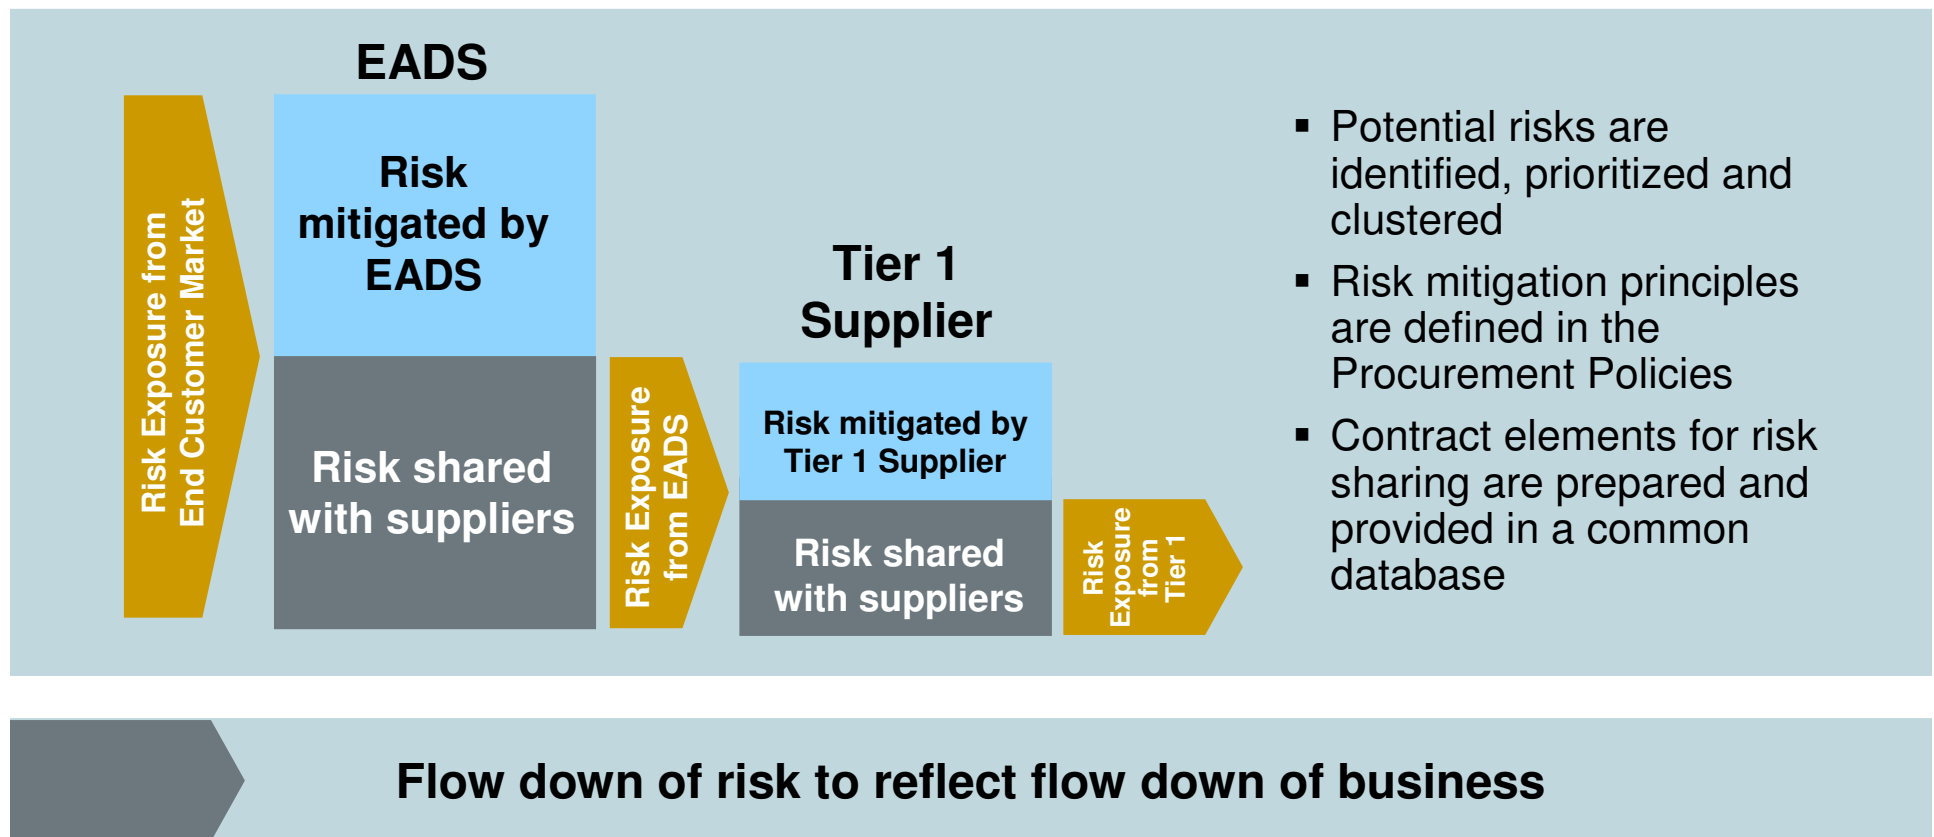 EADS
Risk Exposure from
End Customer Market
Risk
mitigated by
EADS
Risk shared
with suppliers
Risk Exposure
from EADS
Tier 1
Supplier
Risk mitigated by
Tier 1 Supplier
Risk shared
with suppliers
Risk
Exposure
from
Tier 1
▪ Potential risks are
identified, prioritized and
clustered
▪ Risk mitigation principles
are defined in the
Procurement Policies
▪ Contract elements for risk
sharing are prepared and
provided in a common
database
Flow down of risk to reflect flow down of business